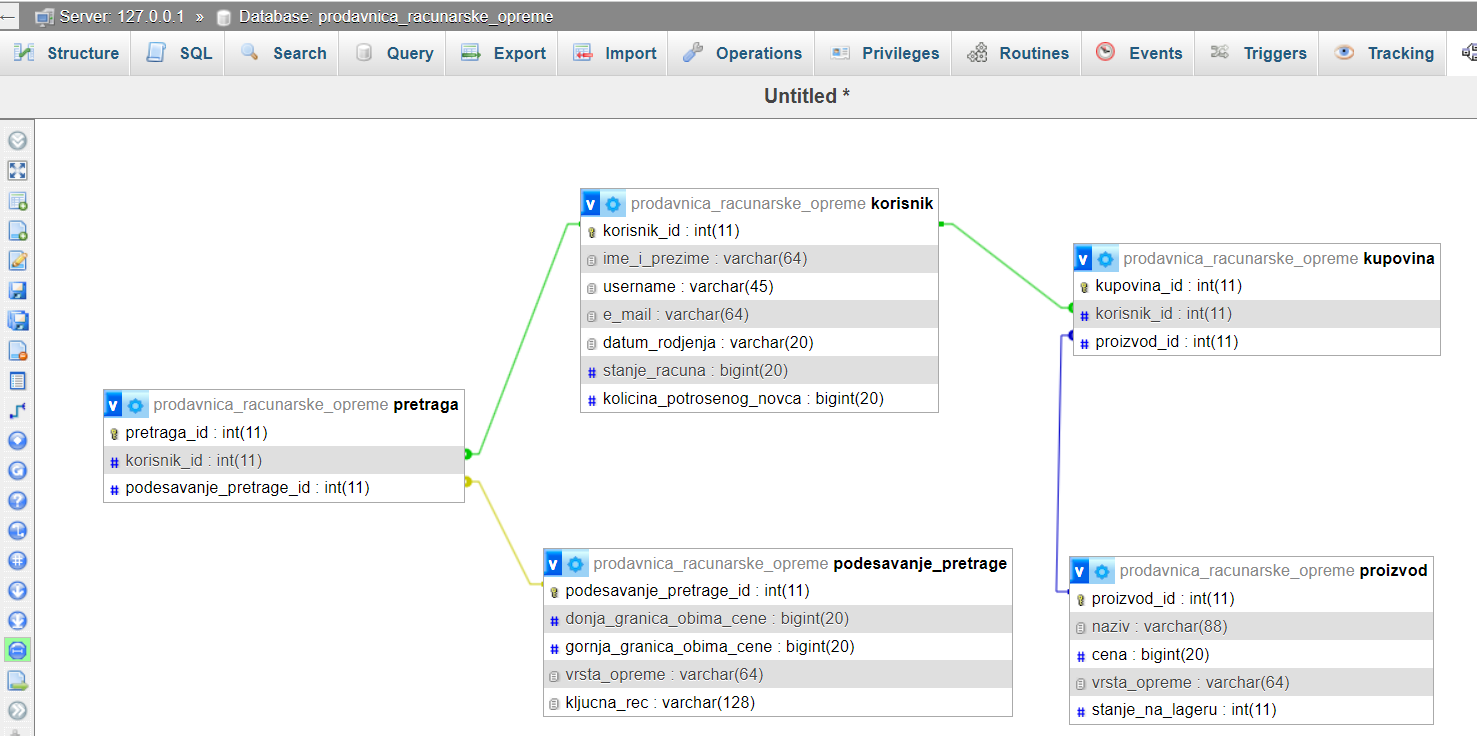 Server: 127.0.0.1 » Database: prodavnica_racunarske_opreme
Structure SQL Search Query Export Import Operations Privileges Routines Events Triggers Tracking
Untitled *
v prodavnica_racunarske_opreme korisnik
korisnik_id : int(11)
ime_i_prezime : varchar(64)
username : varchar(45)
e_mail : varchar(64)
datum_rodjenja : varchar(20)
# stanje_racuna : bigint(20)
# kolicina_potrosenog_novca : bigint(20)
v prodavnica_racunarske_opreme kupovina
kupovina_id : int(11)
# korisnik_id : int(11)
# proizvod_id : int(11)
v prodavnica_racunarske_opreme pretraga
pretraga_id : int(11)
# korisnik_id : int(11)
# podesavanje_pretrage_id : int(11)
v prodavnica_racunarske_opreme podesavanje_pretrage
podesavanje_pretrage_id : int(11)
# donja_granica_obima_cene : bigint(20)
# gornja_granica_obima_cene : bigint(20)
vrsta_opreme : varchar(64)
kljucna_rec : varchar(128)
v prodavnica_racunarske_opreme proizvod
proizvod_id : int(11)
naziv : varchar(88)
# cena : bigint(20)
vrsta_opreme : varchar(64)
# stanje_na_lageru : int(11)